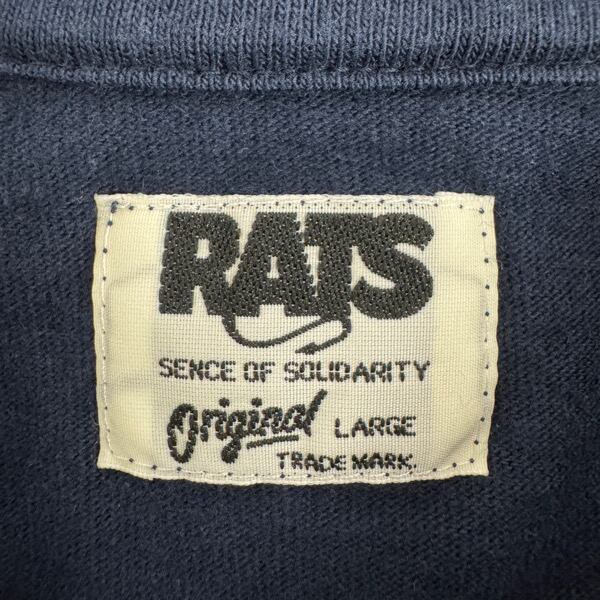 RATS
SENCE OF SOLIDARITY
Original LARGE
TRADE MARK.